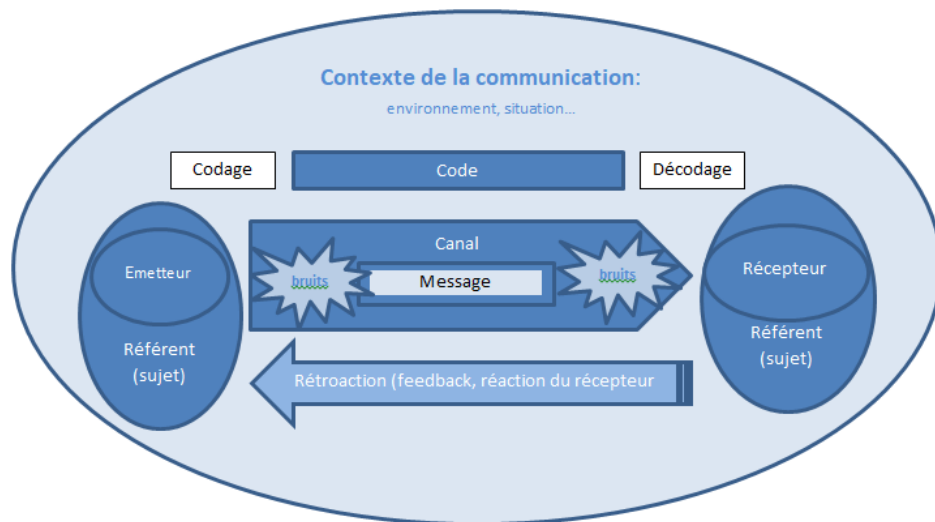 Contexte de la communication:
environnement, situation...
Codage
Code
Décodage
Canal
Emetteur
bruits
Message
bruits
Récepteur
Référent
(sujet)
Référent
(sujet)
Rétroaction (feedback, réaction du récepteur